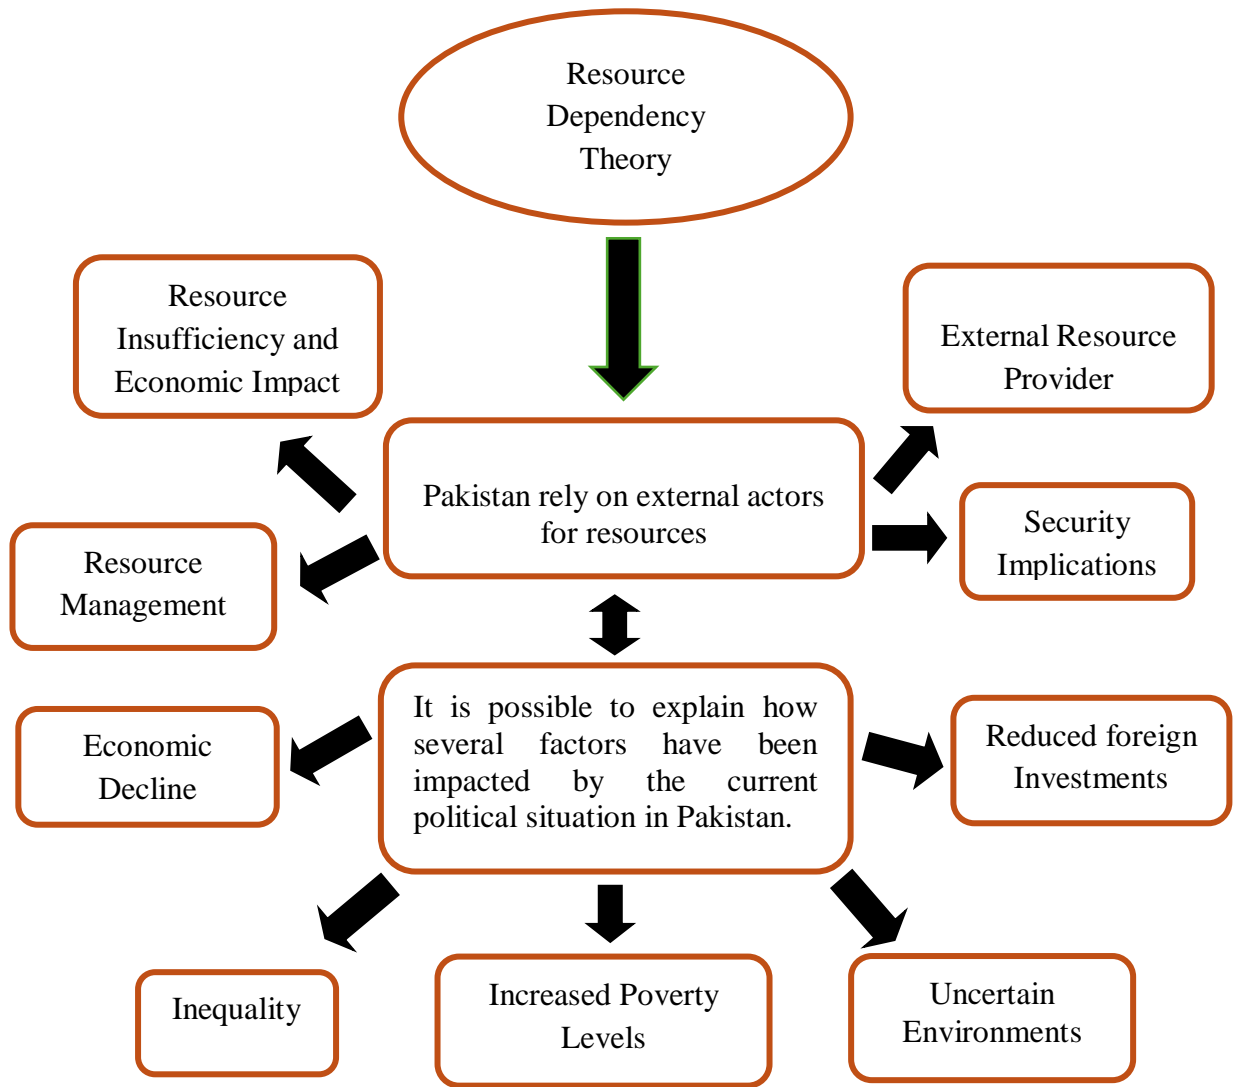 Resource
Dependency
Theory
Resource
Insufficiency and
Economic Impact
External Resource
Provider
Pakistan rely on external actors
for resources
Security
Implications
Resource
Management
It is possible to explain how
several factors have been
impacted by the current
political situation in Pakistan.
Economic
Decline
Reduced foreign
Investments
Inequality
Increased Poverty
Levels
Uncertain
Environments